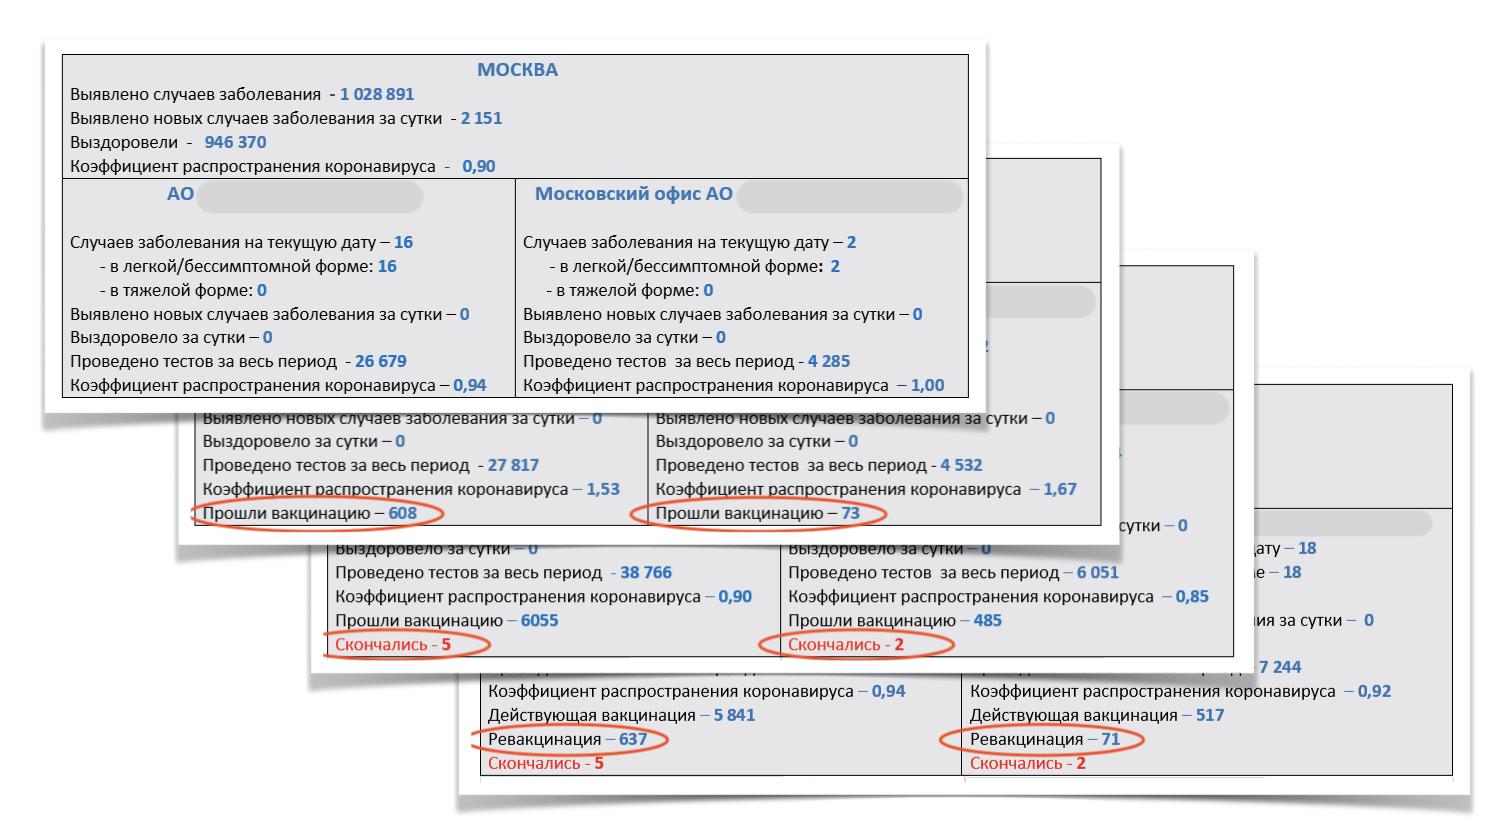 МОСКВА
Выявлено случаев заболевания - 1 028 891
Выявлено новых случаев заболевания за сутки - 2 151
Выздоровели - 946 370
Коэффициент распространения коронавируса - 0,90
АО
Случаев заболевания на текущую дату – 16
- в легкой/бессимптомной форме: 16
- в тяжелой форме: 0
Выявлено новых случаев заболевания за сутки – 0
Выздоровело за сутки – 0
Проведено тестов за весь период - 26 679
Коэффициент распространения коронавируса – 0,94
Московский офис АО
Случаев заболевания на текущую дату – 2
- в легкой/бессимптомной форме: 2
- в тяжелой форме: 0
Выявлено новых случаев заболевания за сутки – 0
Выздоровело за сутки – 0
Проведено тестов за весь период - 4 285
Коэффициент распространения коронавируса – 1,00
Выявлено новых случаев заболевания за сутки – 0
Выздоровело за сутки – 0
Проведено тестов за весь период - 27 817
Коэффициент распространения коронавируса – 1,53
Прошли вакцинацию – 608
Выявлено новых случаев заболевания за сутки – 0
Выздоровело за сутки – 0
Проведено тестов за весь период - 4 532
Коэффициент распространения коронавируса – 1,67
Прошли вакцинацию – 73
Выздоровело за сутки – 0
Проведено тестов за весь период - 38 766
Коэффициент распространения коронавируса – 0,90
Прошли вакцинацию – 6055
Скончались - 5
сутки – 0
Выздоровело за сутки – 0
Проведено тестов за весь период – 6 051
Коэффициент распространения коронавируса – 0,85
Прошли вакцинацию – 485
Скончались - 2
Коэффициент распространения коронавируса – 0,94
Действующая вакцинация – 5 841
Ревакцинация – 637
Скончались - 5
дату – 18
– 18
за сутки – 0
7 244
Коэффициент распространения коронавируса – 0,92
Действующая вакцинация – 517
Ревакцинация – 71
Скончались - 2